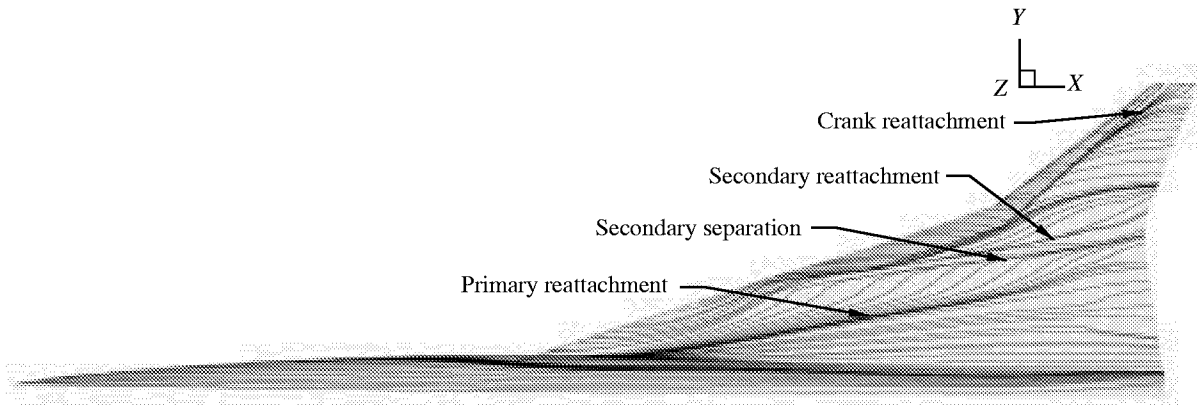 Y
Z
X
Crank reattachment
Secondary reattachment
Secondary separation
Primary reattachment